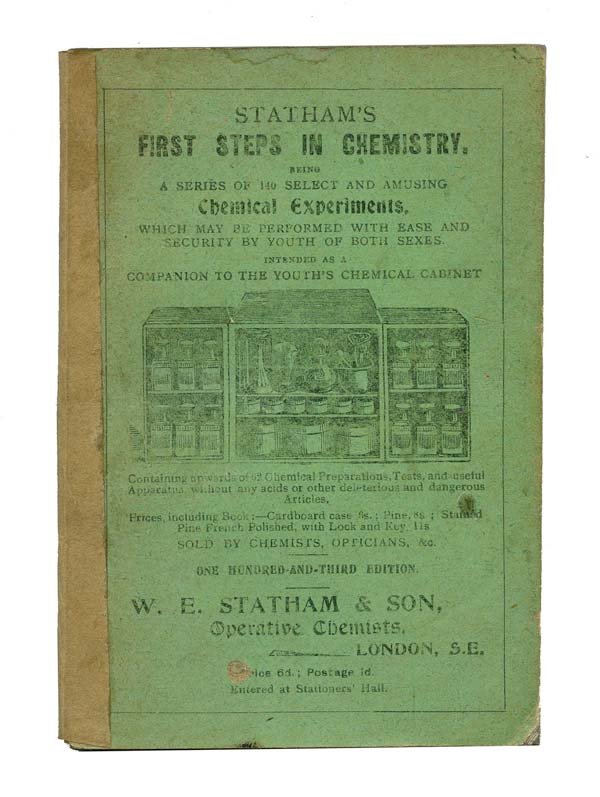 STATHAM'S
FIRST STEPS IN CHEMISTRY.
BEING
A SERIES OF 140 SELECT AND AMUSING
Chemical Experiments,
WHICH MAY BE PERFORMED WITH EASE AND
SECURITY BY YOUTH OF BOTH SEXES.
INTENDED AS A
COMPANION TO THE YOUTH'S CHEMICAL CABINET
Containing upwards of Chemical Preparations, Tests, and useful
Apparatus, without any acids or other deleterious and dangerous
Articles.
Prices, including Book:—Cardboard case 6s.; Pine, 8s; Stained
Pine French Polished, with Lock and Key, 11s
SOLD BY CHEMISTS, OPTICIANS, &c.
ONE HUNDRED-AND-THIRD EDITION.
W. E. STATHAM & SON,
Operative Chemists,
LONDON, S.E.
Price 6d.; Postage 1d.
Entered at Stationers' Hall.